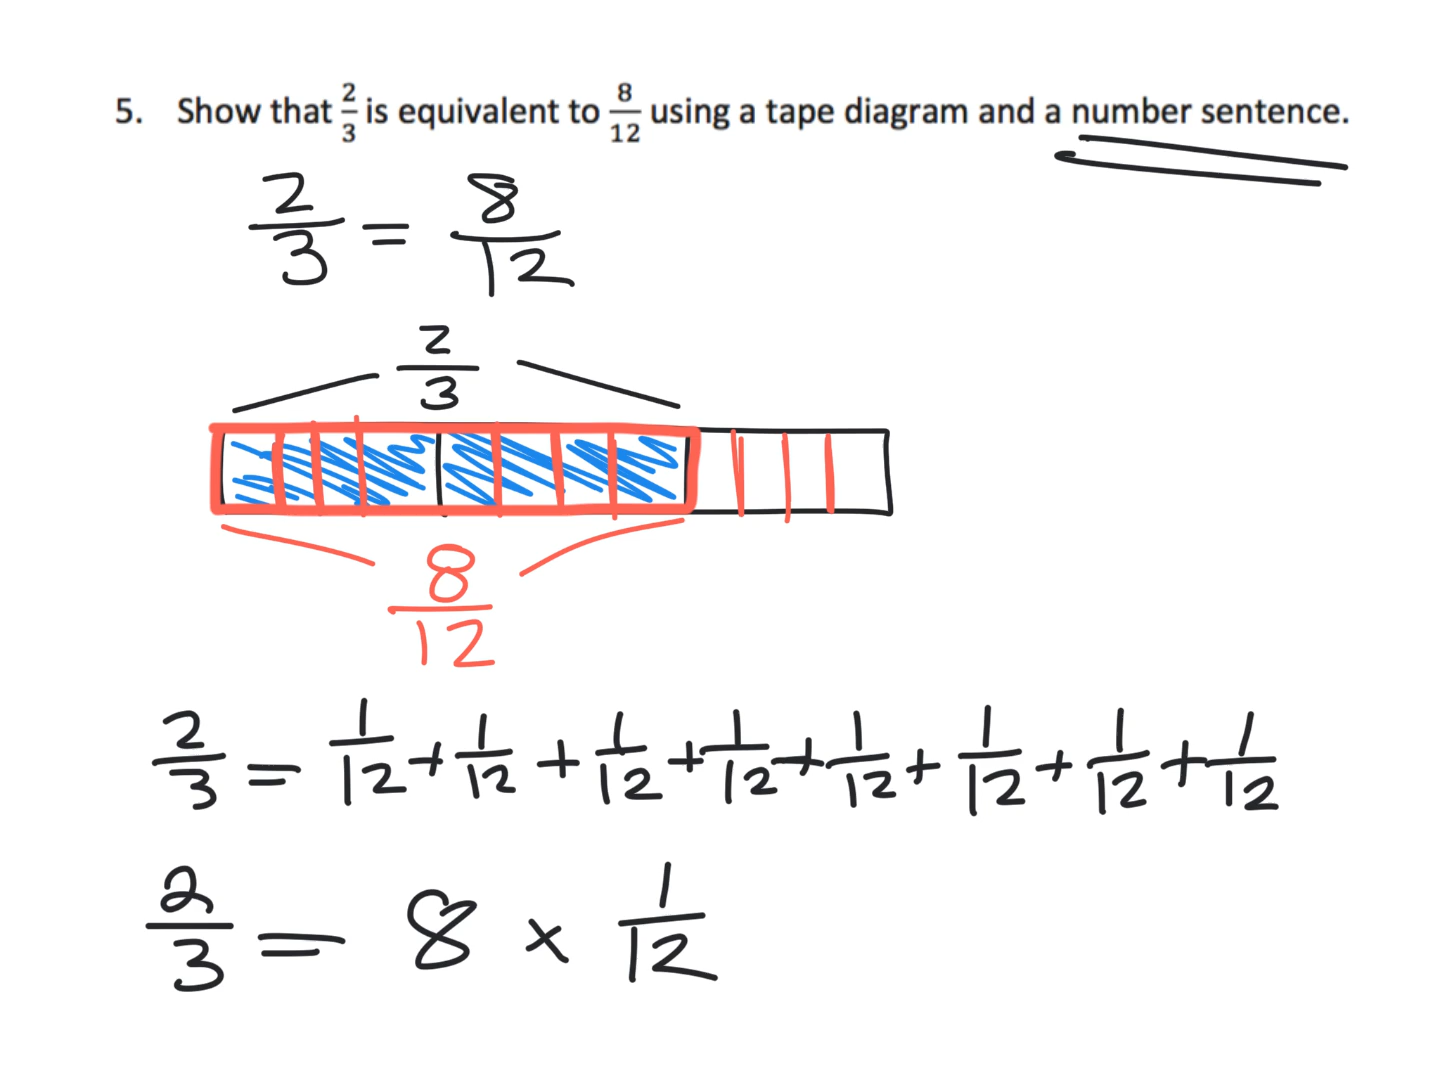 5. Show that 2/3 is equivalent to 8/12 using a tape diagram and a number sentence.
2/3 = 8/12
2/3
8/12
2/3 = 1/12 + 1/12 + 1/12 + 1/12 + 1/12 + 1/12 + 1/12 + 1/12
2/3 = 8 × 1/12